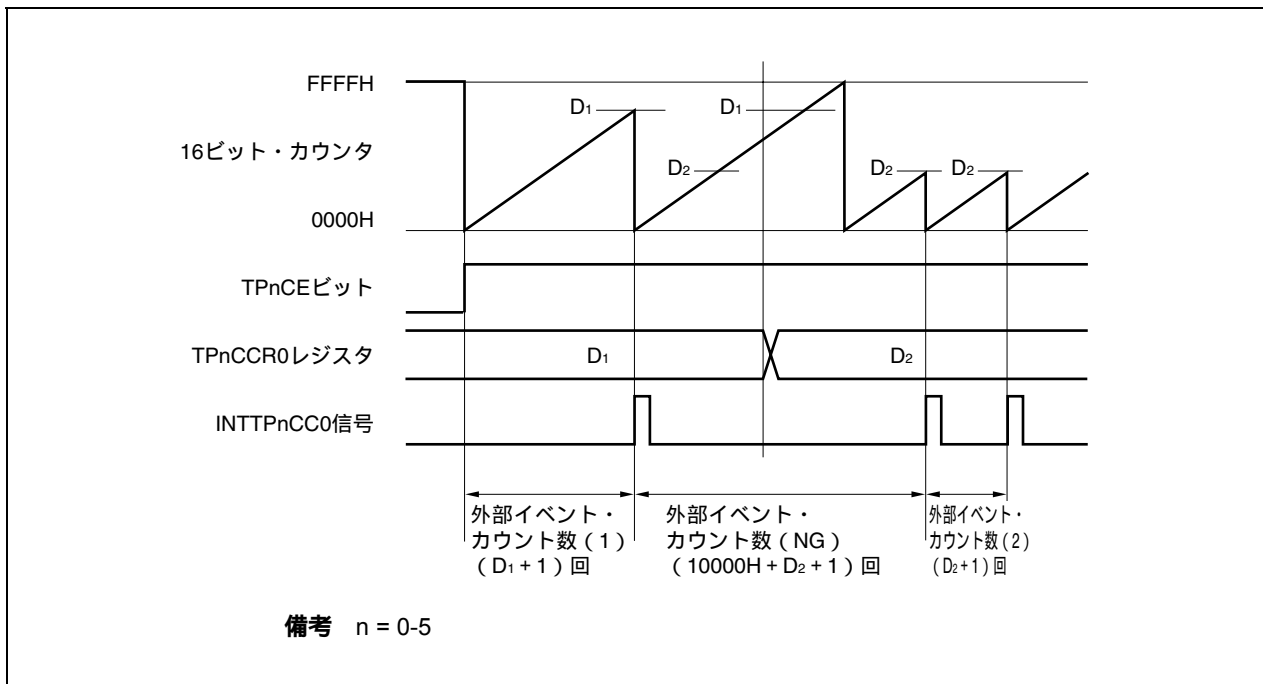 FFFFH
D1
D1
16ビット・カウンタ
D2
D2
D2
0000H
TPnCEビット
TPnCCR0レジスタ
D1
D2
INTTPnCC0信号
外部イベント・
カウント数(1)
(D1+1)回
外部イベント・
カウント数(NG)
(10000H+D2+1)回
外部イベント・
カウント数(2)
(D2+1)回
備考 n = 0-5